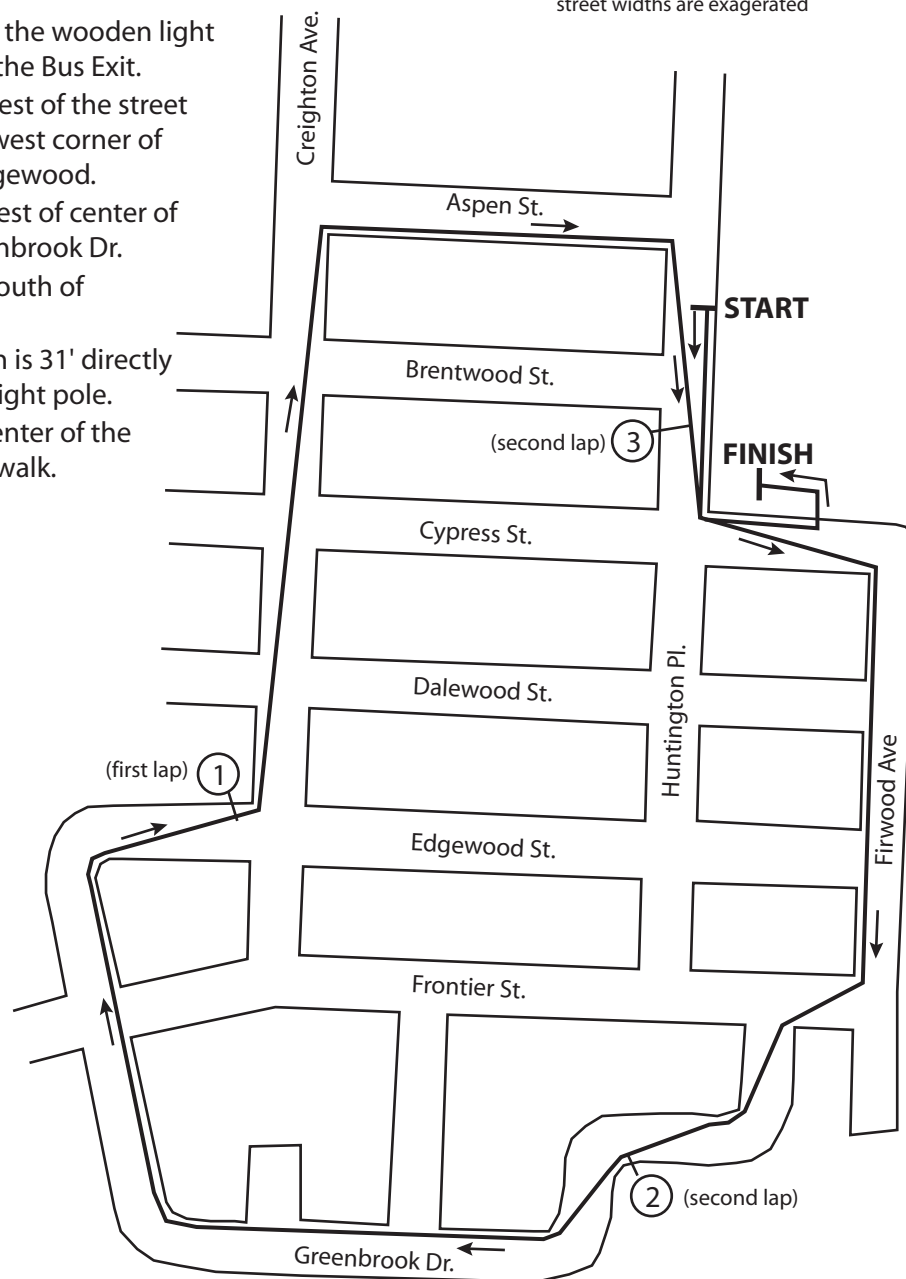 street widths are exagerated
the wooden light
the Bus Exit.
est of the street
west corner of
gewood.
est of center of
nbrook Dr.
outh of
n is 31' directly
ight pole.
enter of the
walk.
Creighton Ave.
Aspen St.
START
Brentwood St.
(second lap) 3
FINISH
Cypress St.
Huntington Pl.
Dalewood St.
(first lap) 1
Firwood Ave
Edgewood St.
Frontier St.
2 (second lap)
Greenbrook Dr.